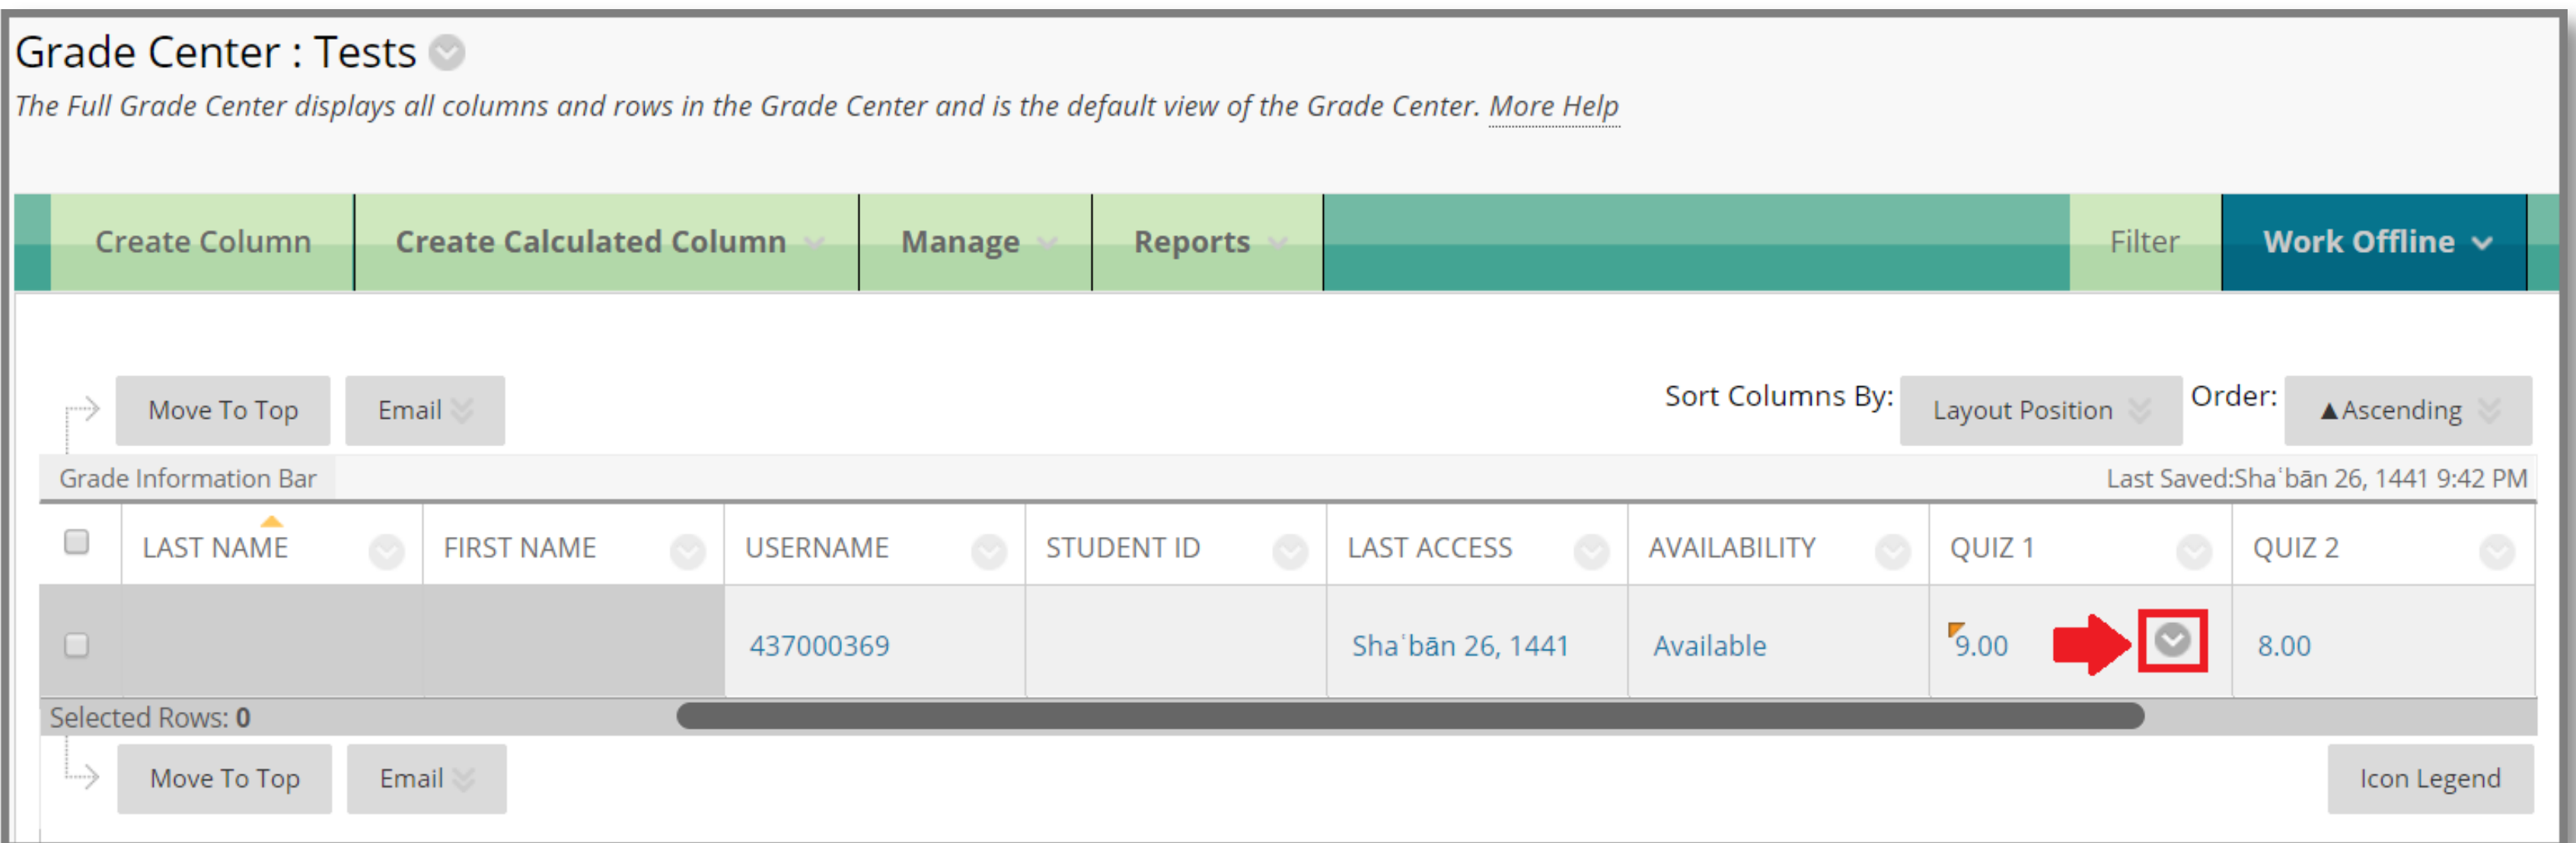 Grade Center : Tests
The Full Grade Center displays all columns and rows in the Grade Center and is the default view of the Grade Center. More Help
Create Column Create Calculated Column Manage Reports Filter Work Offline
Move To Top Email Sort Columns By: Layout Position Order: ▲Ascending
Grade Information Bar Last Saved:Shaʿbān 26, 1441 9:42 PM
LAST NAME FIRST NAME USERNAME STUDENT ID LAST ACCESS AVAILABILITY QUIZ 1 QUIZ 2
437000369 Shaʿbān 26, 1441 Available 9.00 8.00
Selected Rows: 0
Move To Top Email Icon Legend